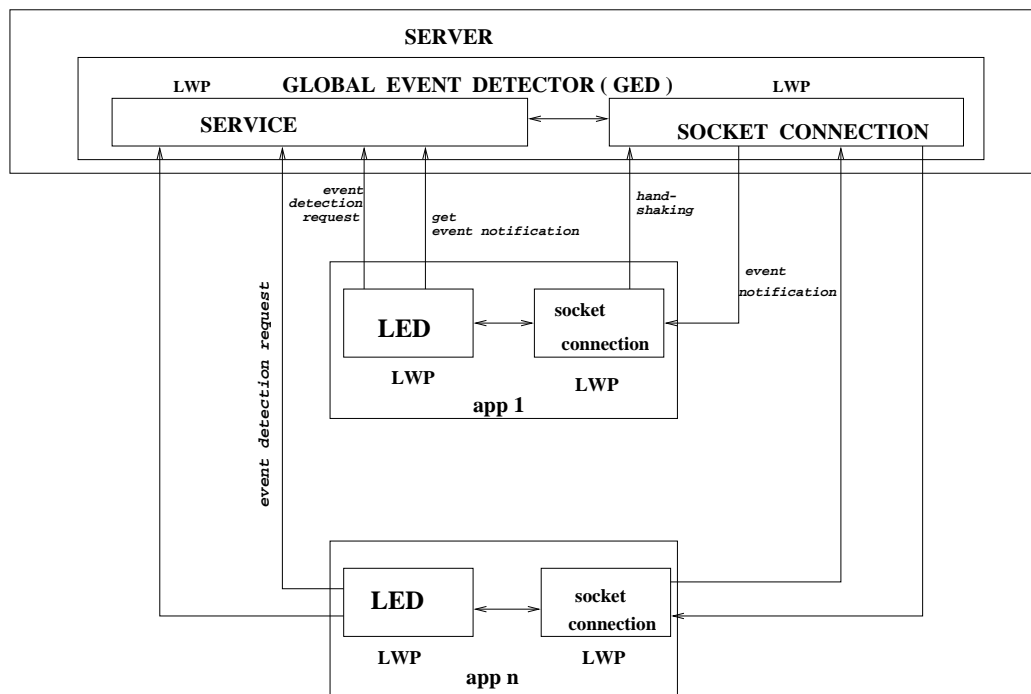 SERVER
GLOBAL EVENT DETECTOR ( GED )
LWP
LWP
SERVICE
SOCKET CONNECTION
event
detection
request
get
event notification
hand-
shaking
event
notification
LED
socket
connection
LWP
LWP
app 1
event detection request
LED
socket
connection
LWP
LWP
app n